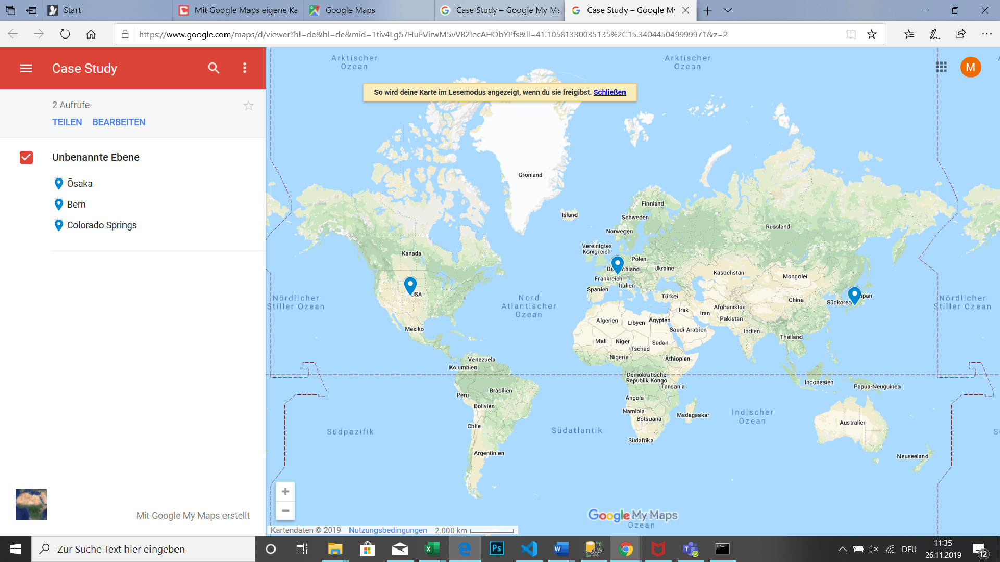 Start
Mit Google Maps eigene Ka
Google Maps
Case Study – Google My Ma
Case Study – Google My
https://www.google.com/maps/d/viewer?hl=de&hl=de&mid=1tiv4Lg57HuFVirwM5vVB2IecAHObYPfs&ll=41.10581330035135%2C15.340445049999971&z=2
Case Study
2 Aufrufe
TEILEN BEARBEITEN
Unbenannte Ebene
Ōsaka
Bern
Colorado Springs
Mit Google My Maps erstellt
M
Arktischer
Ozean
Arktischer
Ozean
So wird deine Karte im Lesemodus angezeigt, wenn du sie freigibst. Schließen
Grönland
Island
Finnland
Schweden
Norwegen
Russland
Vereinigtes
Königreich
Kanada
Polen
Ukraine
Frankreich
Italien
Spanien
Türkei
Kasachstan
Mongolei
China
Südkorea
USA
Nördlicher
Stiller Ozean
Nord
Atlantischer
Ozean
Nördlicher
Stiller Ozean
Irak
Iran
Afghanistan
Pakistan
Algerien
Libyen
Ägypten
Saudi-Arabien
Indien
Thailand
Mexiko
Mali
Niger
Tschad
Sudan
Nigeria
Äthiopien
Venezuela
Kolumbien
Demokratische
Republik Kongo
Tansania
Indonesien
Papua-Neuguinea
Brasilien
Peru
Bolivien
Angola
Namibia
Botsuana
Madagaskar
Indischer
Ozean
Australien
Chile
Südpazifik
Südatlantik
Südafrika
Argentinien
Neuseeland
Google My Maps
Ozean
Kartendaten © 2019 Nutzungsbedingungen 2.000 km
Zur Suche Text hier eingeben
Ps
DEU
11:35
26.11.2019
12